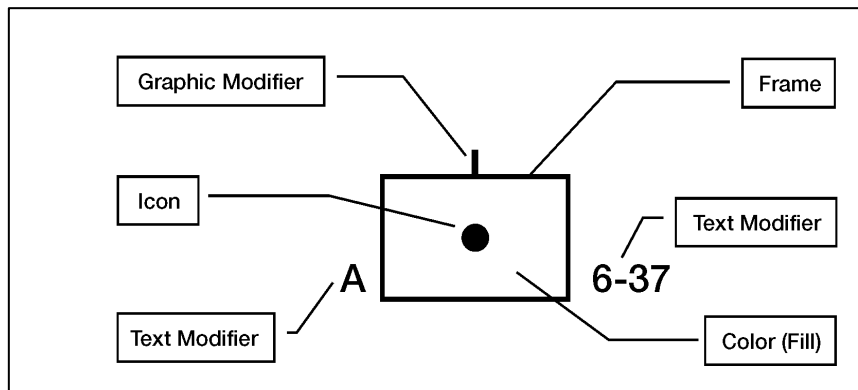 Graphic Modifier
Frame
Icon
Text Modifier
A
6-37
Text Modifier
Color (Fill)